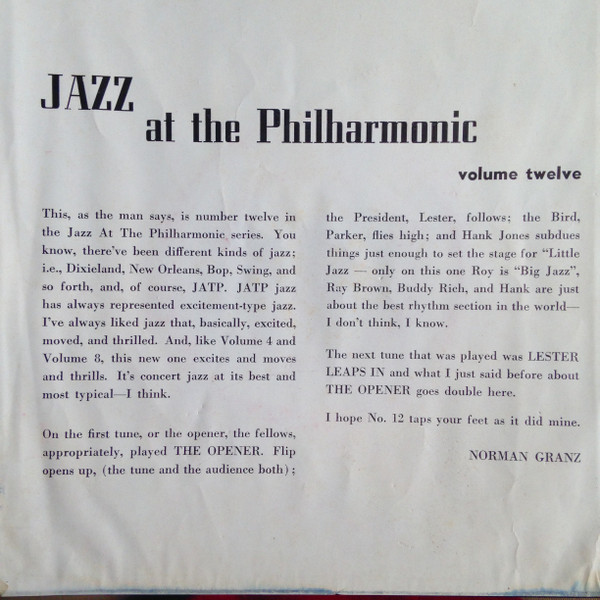 JAZZ
at the Philharmonic
volume twelve
This, as the man says, is number twelve in
the Jazz At The Philharmonic series. You
know, there've been different kinds of jazz;
i.e., Dixieland, New Orleans, Bop, Swing, and
so forth, and, of course, JATP. JATP jazz
has always represented excitement-type jazz.
I've always liked jazz that, basically, excited,
moved, and thrilled. And, like Volume 4 and
Volume 8, this new one excites and moves
and thrills. It's concert jazz at its best and
most typical—I think.
On the first tune, or the opener, the fellows,
appropriately, played THE OPENER. Flip
opens up, (the tune and the audience both);
the President, Lester, follows; the Bird,
Parker, flies high; and Hank Jones subdues
things just enough to set the stage for "Little
Jazz — only on this one Roy is "Big Jazz",
Ray Brown, Buddy Rich, and Hank are just
about the best rhythm section in the world—
I don't think, I know.
The next tune that was played was LESTER
LEAPS IN and what I just said before about
THE OPENER goes double here.
I hope No. 12 taps your feet as it did mine.
NORMAN GRANZ